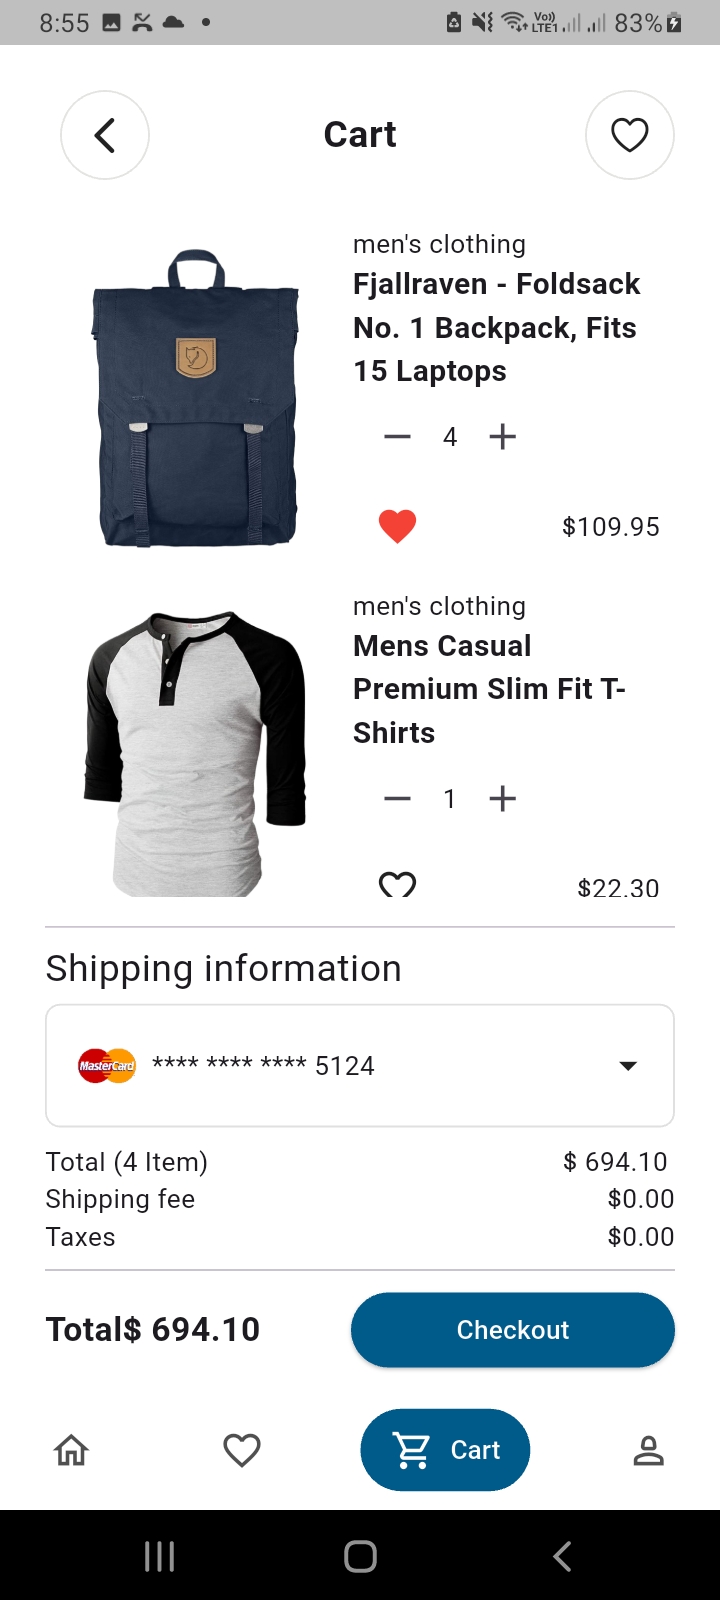 8:55
Vo))
LTE1
83%
Cart
men's clothing
Fjallraven - Foldsack
No. 1 Backpack, Fits
15 Laptops
4
$109.95
men's clothing
Mens Casual
Premium Slim Fit T-
Shirts
1
$22.30
Shipping information
MasterCard **** **** **** 5124
Total (4 Item) $ 694.10
Shipping fee $0.00
Taxes $0.00
Total$ 694.10
Checkout
Cart